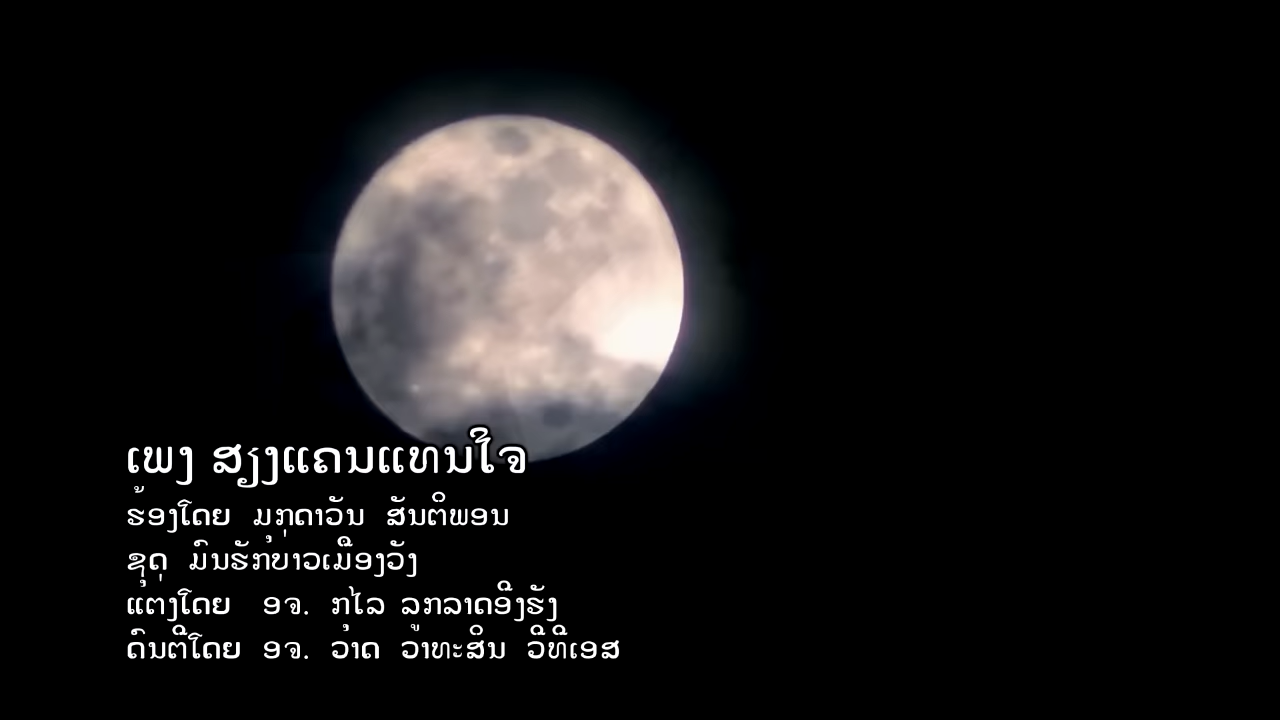 ເພງ ສຽງແຄນແທນໃຈ
ຮ້ອງໂດຍ ມຸກດາວັນ ສັນຕິພອນ
ຊຸດ ມົນຮັກບ່າວເມືອງວັງ
ແຕ່ງໂດຍ ອຈ. ກຸໄລ ລູກລາດອີງຮັງ
ດົນຕີໂດຍ ອຈ. ວາດ ວາທະສິນ ວີທີເອສ